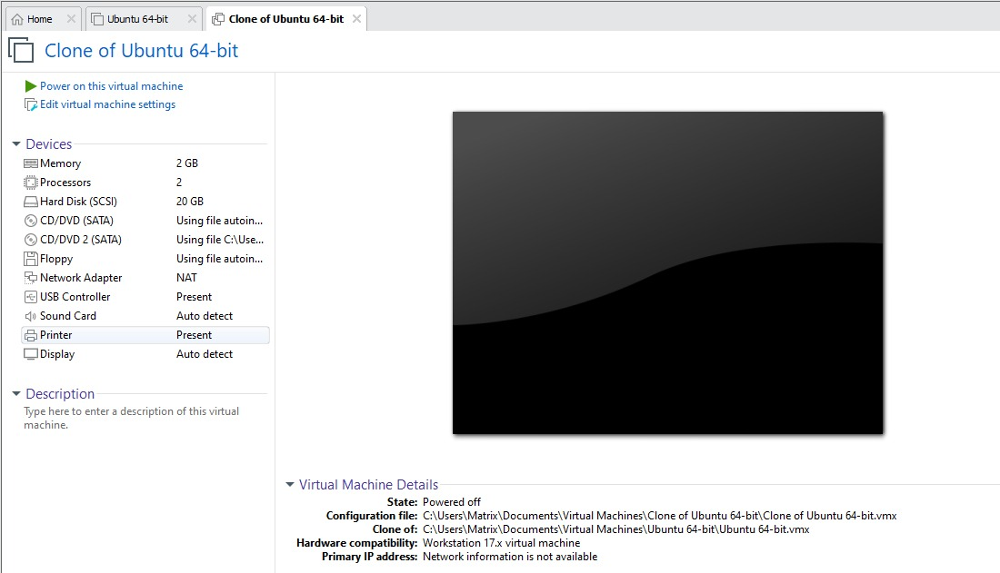 Home
Ubuntu 64-bit
Clone of Ubuntu 64-bit
Clone of Ubuntu 64-bit
Power on this virtual machine
Edit virtual machine settings
Devices
Memory 2 GB
Processors 2
Hard Disk (SCSI) 20 GB
CD/DVD (SATA) Using file autoin...
CD/DVD 2 (SATA) Using file C:\Use...
Floppy Using file autoin...
Network Adapter NAT
USB Controller Present
Sound Card Auto detect
Printer Present
Display Auto detect
Description
Type here to enter a description of this virtual
machine.
Virtual Machine Details
State: Powered off
Configuration file: C:\Users\Matrix\Documents\Virtual Machines\Clone of Ubuntu 64-bit\Clone of Ubuntu 64-bit.vmx
Clone of: C:\Users\Matrix\Documents\Virtual Machines\Ubuntu 64-bit\Ubuntu 64-bit.vmx
Hardware compatibility: Workstation 17.x virtual machine
Primary IP address: Network information is not available